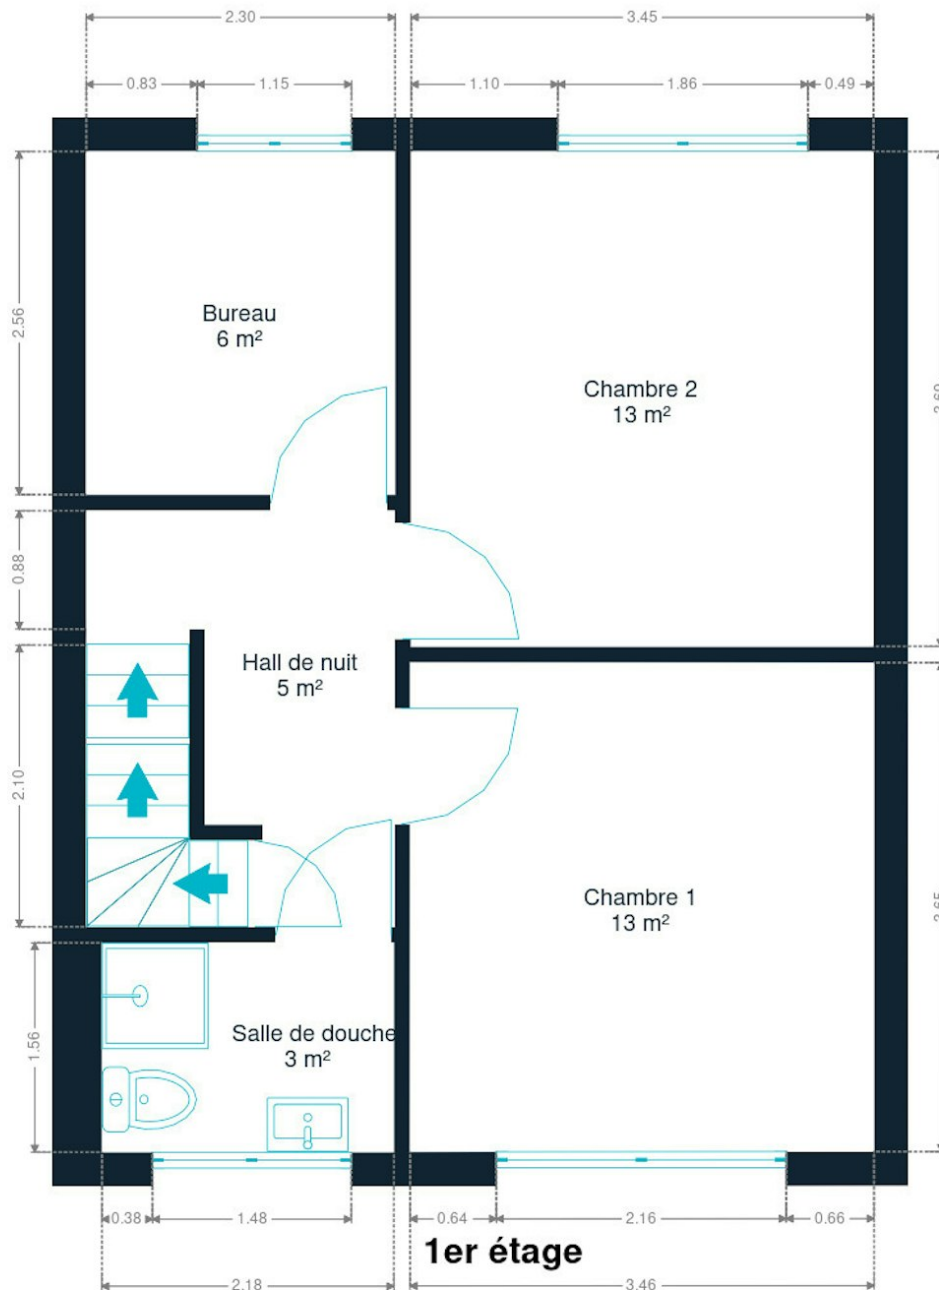 2.30
3.45
0.83
1.15
1.10
1.86
0.49
2.56
Bureau
6 m²
Chambre 2
13 m²
0.88
Hall de nuit
5 m²
2.10
Chambre 1
13 m²
1.56
Salle de douche
3 m²
0.38
1.48
0.64
2.16
0.66
1er étage
2.18
3.46